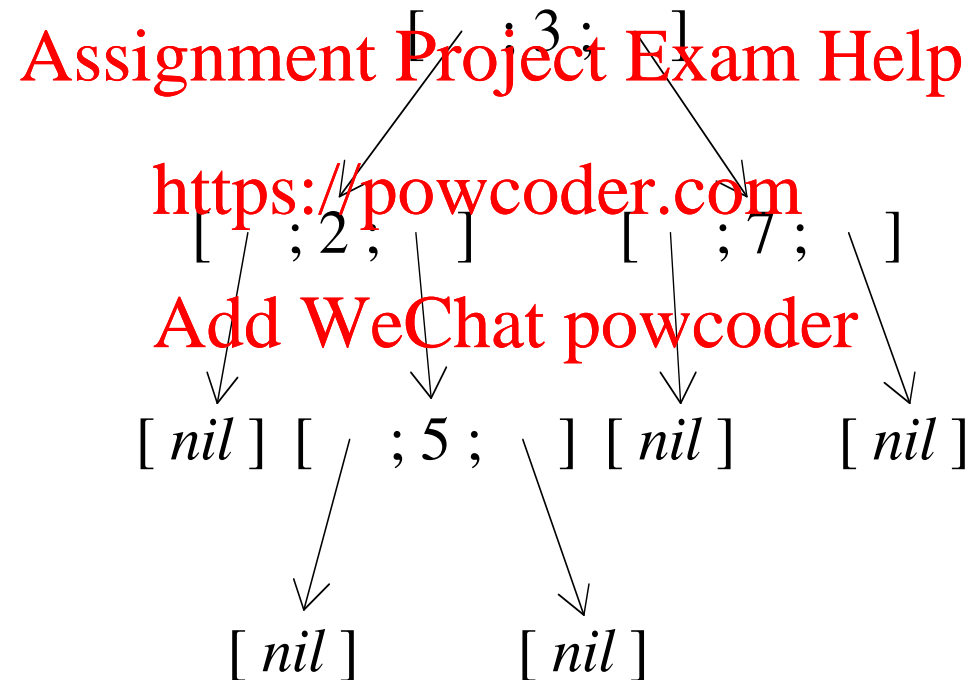 [ ; 3 ; ]
Assignment Project Exam Help
https://powcoder.com
[ ; 2 ; ] [ ; 7 ; ]
Add WeChat powcoder
[ nil ] [ ; 5 ; ] [ nil ] [ nil ]
[ nil ] [ nil ]